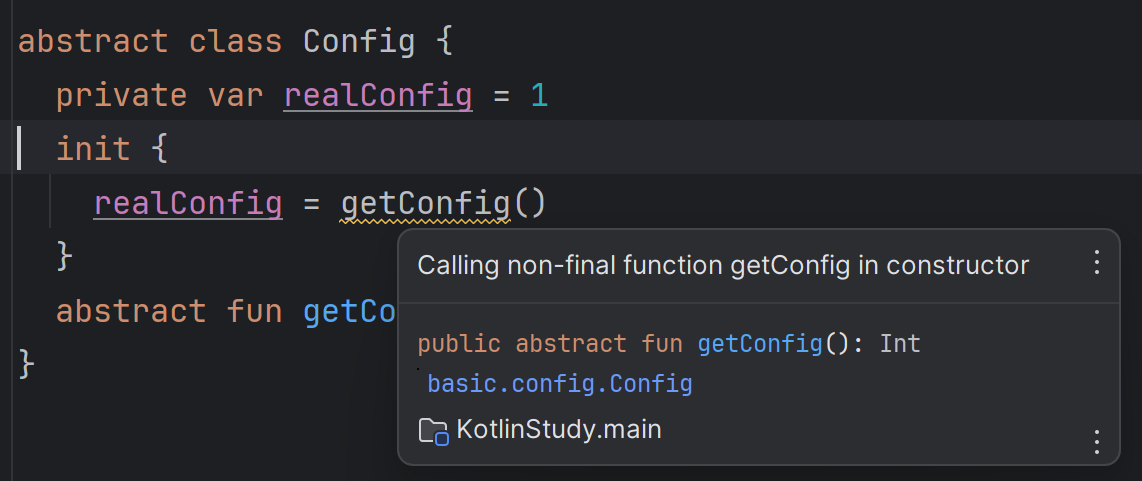 abstract class Config {
private var realConfig = 1
init {
realConfig = getConfig()
}
abstract fun getCo
}
Calling non-final function getConfig in constructor
public abstract fun getConfig(): Int
basic.config.Config
KotlinStudy.main